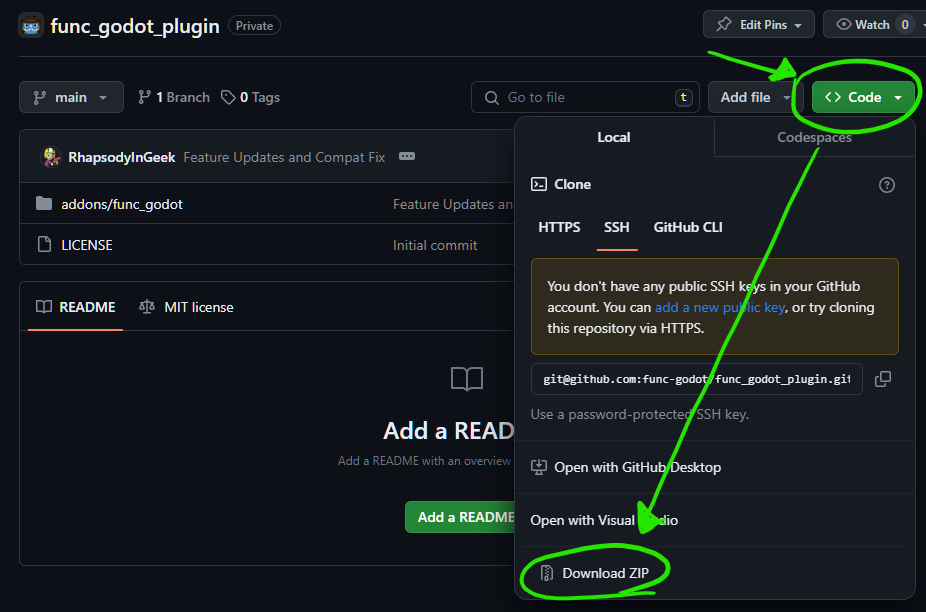 func_godot_plugin Private
Edit Pins
Watch 0
main
1 Branch
0 Tags
Go to file t
Add file
<> Code
RhapsodyInGeek Feature Updates and Compat Fix
addons/func_godot Feature Updates an
LICENSE Initial commit
README
MIT license
Add a READ
Add a README with an overview
Add a README
Local
Codespaces
Clone
HTTPS
SSH
GitHub CLI
You don't have any public SSH keys in your GitHub
account. You can add a new public key, or try cloning
this repository via HTTPS.
git@github.com:func-godot/func_godot_plugin.git
Use a password-protected SSH key.
Open with GitHub Desktop
Open with Visual Studio
Download ZIP